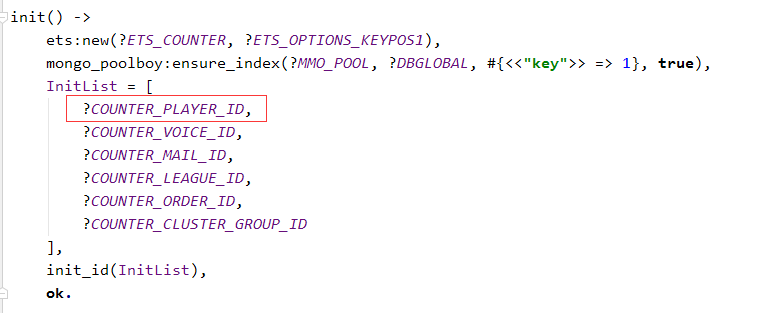 init() ->
ets:new(?ETS_COUNTER, ?ETS_OPTIONS_KEYPOS1),
mongo_poolboy:ensure_index(?MMO_POOL, ?DBGLOBAL, #{<<"key">> => 1}, true),
InitList = [
?COUNTER_PLAYER_ID,
?COUNTER_VOICE_ID,
?COUNTER_MAIL_ID,
?COUNTER_LEAGUE_ID,
?COUNTER_ORDER_ID,
?COUNTER_CLUSTER_GROUP_ID
],
init_id(InitList),
ok.